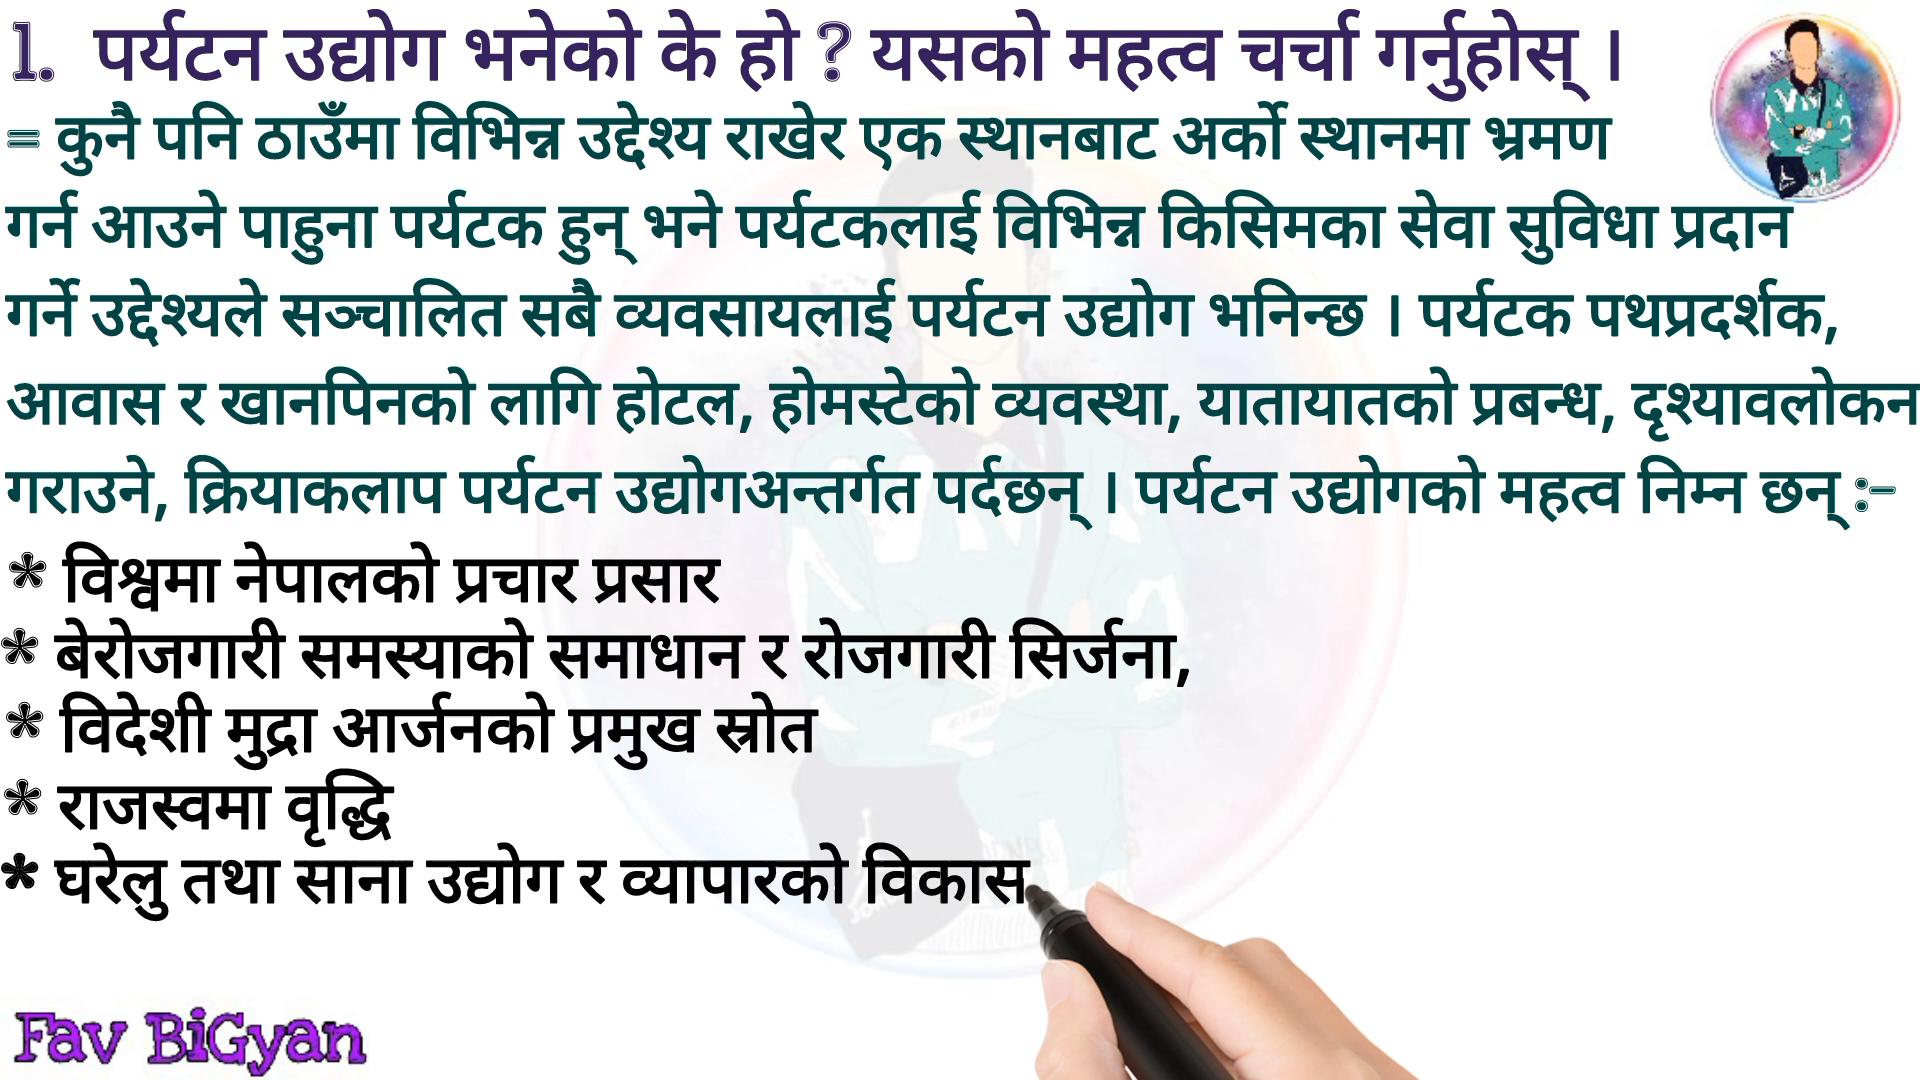 1. पर्यटन उद्योग भनेको के हो ? यसको महत्व चर्चा गर्नुहोस् ।
= कुनै पनि ठाउँमा विभिन्न उद्देश्य राखेर एक स्थानबाट अर्को स्थानमा भ्रमण
गर्न आउने पाहुना पर्यटक हुन् भने पर्यटकलाई विभिन्न किसिमका सेवा सुविधा प्रदान
गर्ने उद्देश्यले सञ्चालित सबै व्यवसायलाई पर्यटन उद्योग भनिन्छ । पर्यटक पथप्रदर्शक,
आवास र खानपिनको लागि होटल, होमस्टेको व्यवस्था, यातायातको प्रबन्ध, दृश्यावलोकन
गराउने, क्रियाकलाप पर्यटन उद्योगअन्तर्गत पर्दछन् । पर्यटन उद्योगको महत्व निम्न छन् :-
* विश्वमा नेपालको प्रचार प्रसार
* बेरोजगारी समस्याको समाधान र रोजगारी सिर्जना,
* विदेशी मुद्रा आर्जनको प्रमुख स्रोत
* राजस्वमा वृद्धि
* घरेलु तथा साना उद्योग र व्यापारको विकास
Fav BiGyan